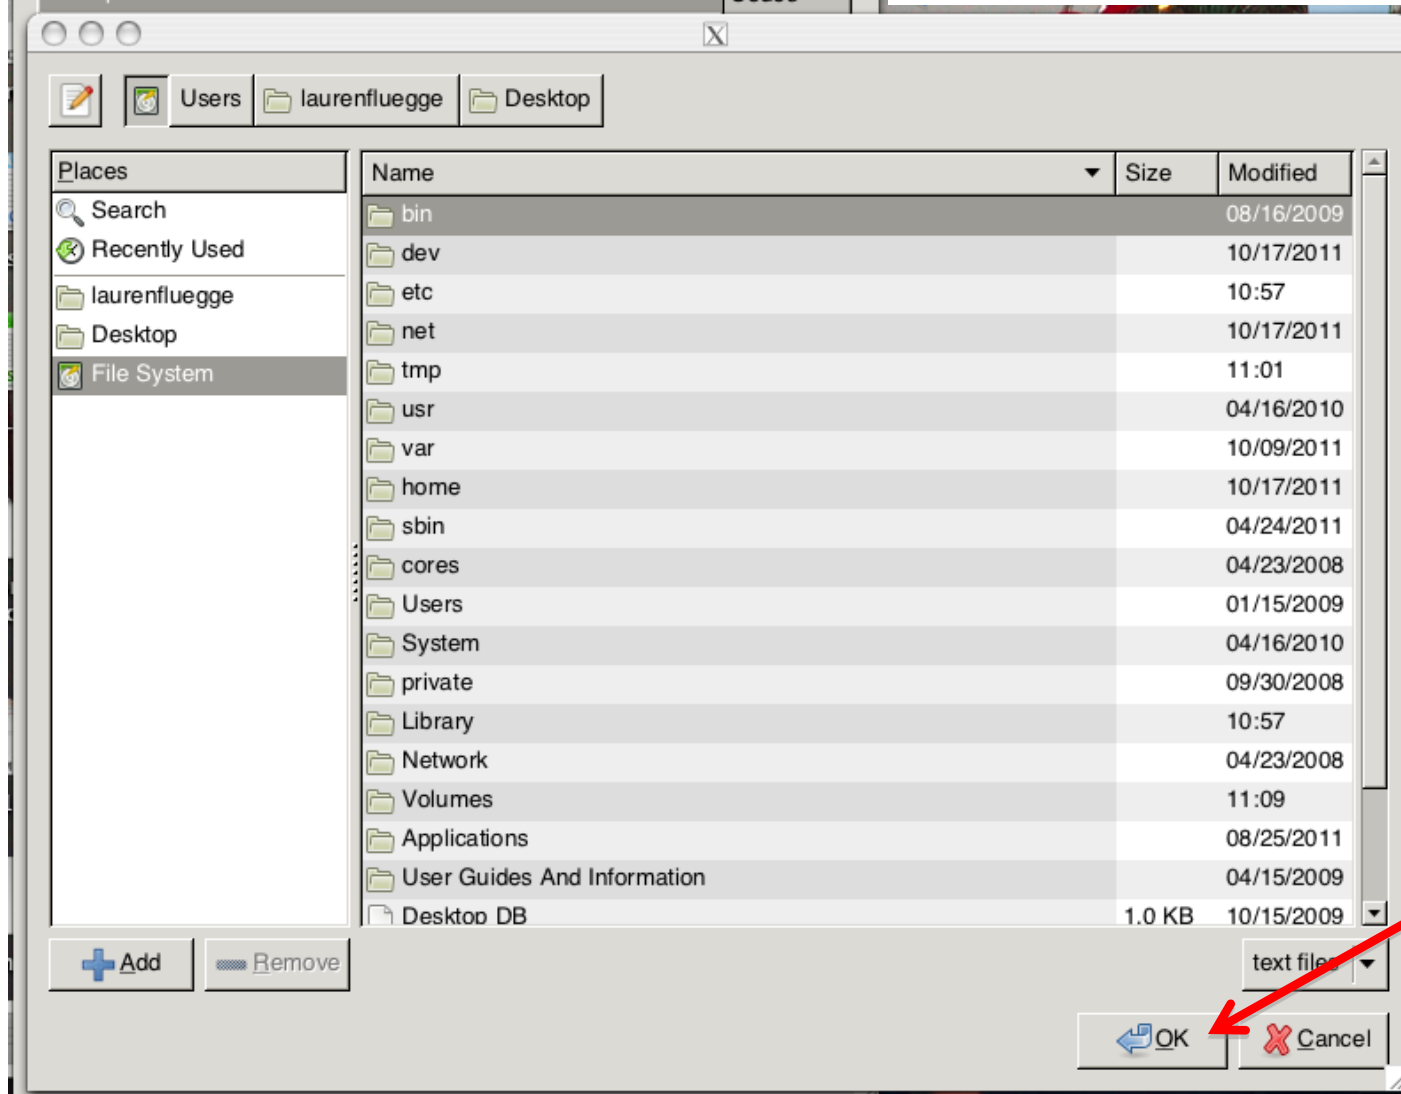 X
Users laurenfluegge Desktop
Places
Search
Recently Used
laurenfluegge
Desktop
File System
Name Size Modified
bin 08/16/2009
dev 10/17/2011
etc 10:57
net 10/17/2011
tmp 11:01
usr 04/16/2010
var 10/09/2011
home 10/17/2011
sbin 04/24/2011
cores 04/23/2008
Users 01/15/2009
System 04/16/2010
private 09/30/2008
Library 10:57
Network 04/23/2008
Volumes 11:09
Applications 08/25/2011
User Guides And Information 04/15/2009
Desktop DB 1.0 KB 10/15/2009
Add Remove
text files
OK Cancel